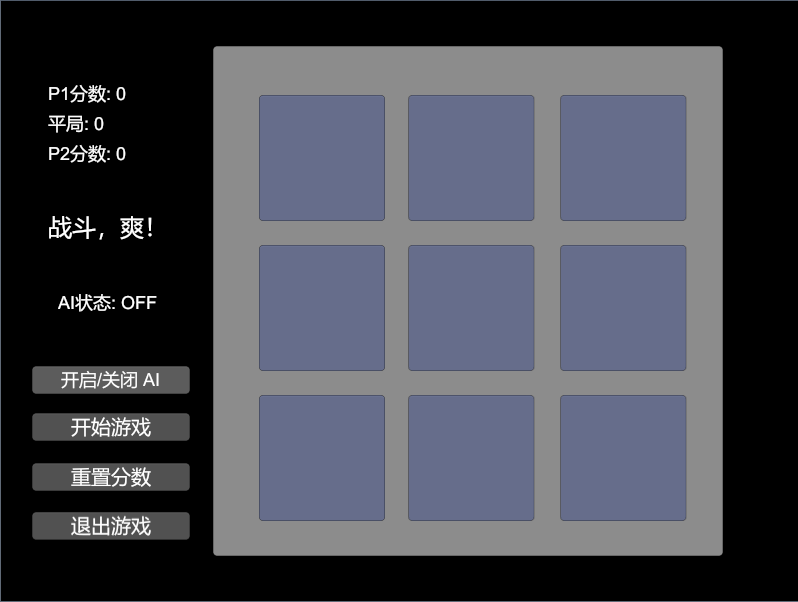 P1分数: 0
平局: 0
P2分数: 0
战斗，爽！
AI状态: OFF
开启/关闭 AI
开始游戏
重置分数
退出游戏